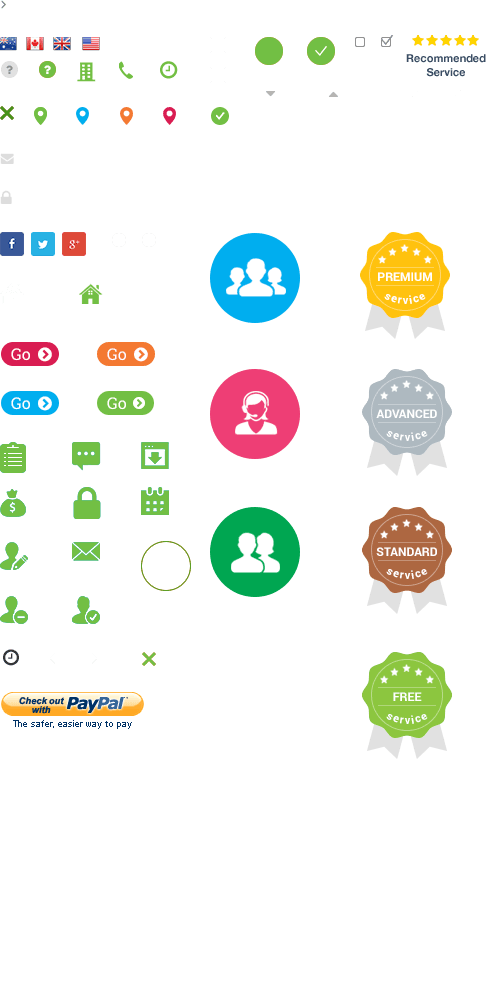 Recommended
Service
g+
PREMIUM
service
Go
Go
ADVANCED
service
Go
Go
STANDARD
service
FREE
service
Check out
with PayPal™
The safer, easier way to pay